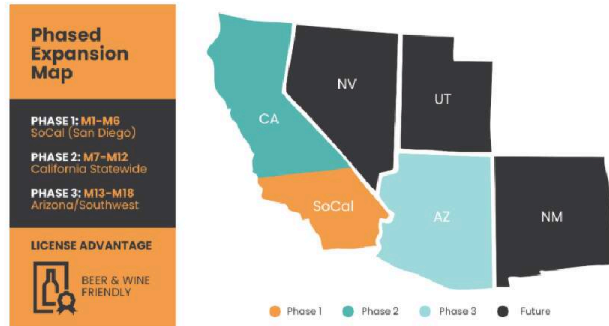 Phased
Expansion
Map
PHASE 1: M1-M6
SoCal (San Diego)
PHASE 2: M7-M12
California Statewide
PHASE 3: M13-M18
Arizona/Southwest
LICENSE ADVANTAGE
BEER & WINE
FRIENDLY
NV
UT
CA
SoCal
AZ
NM
Phase 1
Phase 2
Phase 3
Future